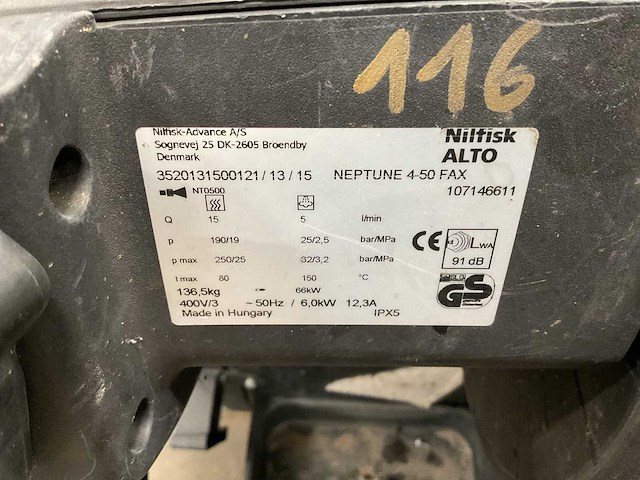 116
Nilfisk-Advance A/S
Sognevej 25 DK-2605 Broendby
Denmark
Nilfisk
ALTO
3520131500121 / 13 / 15 NEPTUNE 4-50 FAX
107146611
NT0500
Q 15 5 l/min
p 190/19 25/2,5 bar/MPa
p max 250/25 32/3,2 bar/MPa
t max 80 150 °C
CE LWA
91 dB
136,5kg 66kW
400V/3 ~50Hz / 6,0kW 12,3A
Made in Hungary IPX5
GS